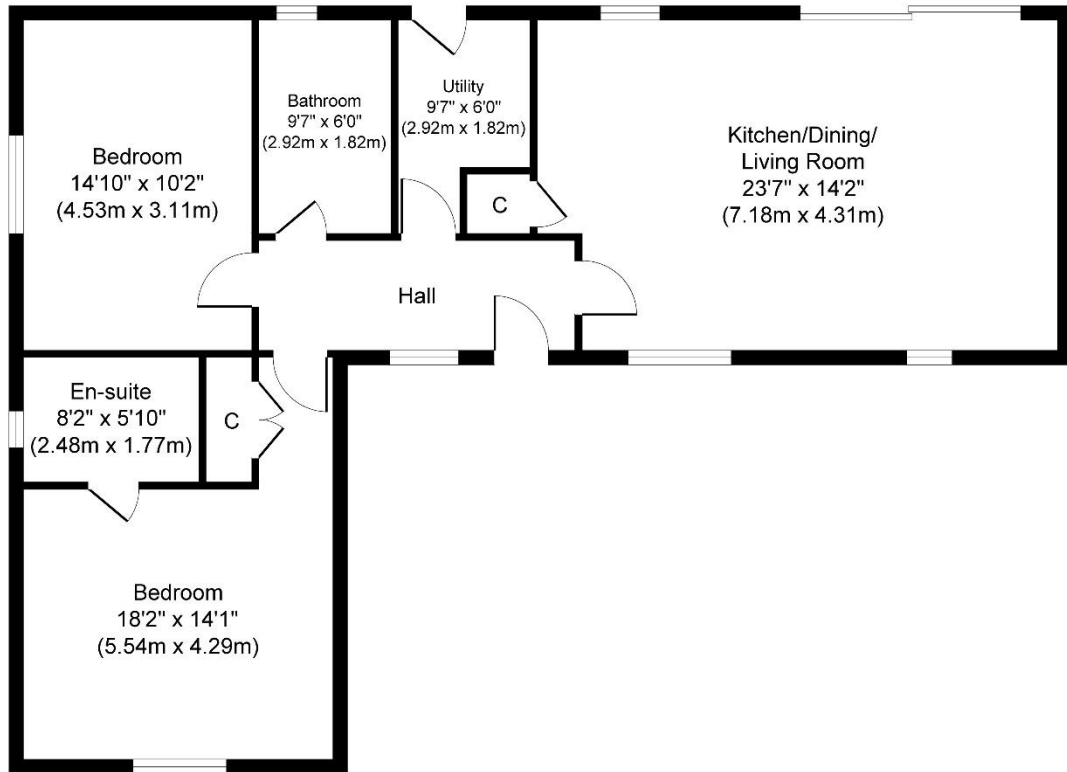 Bedroom
14'10" x 10'2"
(4.53m x 3.11m)
Bathroom
9'7" x 6'0"
(2.92m x 1.82m)
Utility
9'7" x 6'0"
(2.92m x 1.82m)
C
Kitchen/Dining/
Living Room
23'7" x 14'2"
(7.18m x 4.31m)
Hall
En-suite
8'2" x 5'10"
(2.48m x 1.77m)
C
Bedroom
18'2" x 14'1"
(5.54m x 4.29m)